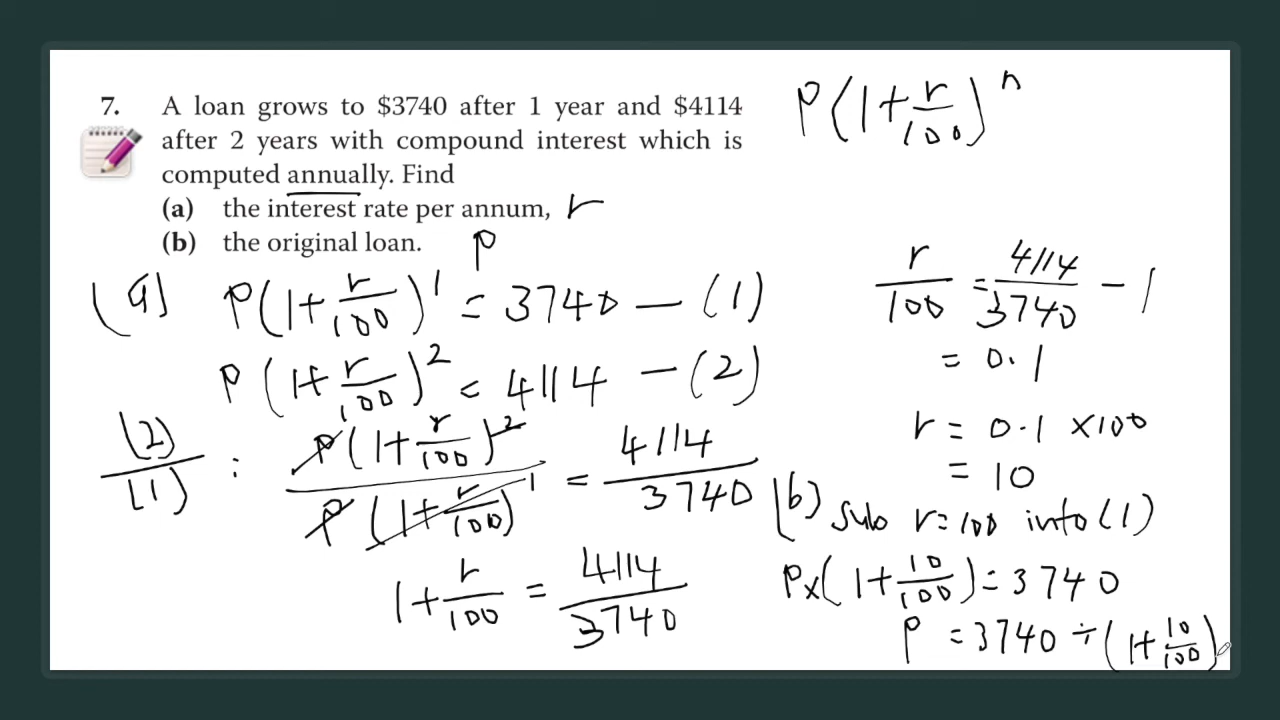 7. A loan grows to $3740 after 1 year and $4114
after 2 years with compound interest which is
computed annually. Find
(a) the interest rate per annum, r
(b) the original loan. P
P(1+r/100)^n
(a) P(1+r/100)^1 = 3740 — (1)
P(1+r/100)^2 = 4114 — (2)
(2)/(1) : P(1+r/100)^2 / P(1+r/100)^1 = 4114/3740
1+r/100 = 4114/3740
r/100 = 4114/3740 - 1
= 0.1
r = 0.1 ×100
= 10
(b) Sub r=100 into (1)
P×(1+10/100) = 3740
P = 3740 ÷ (1+10/100)